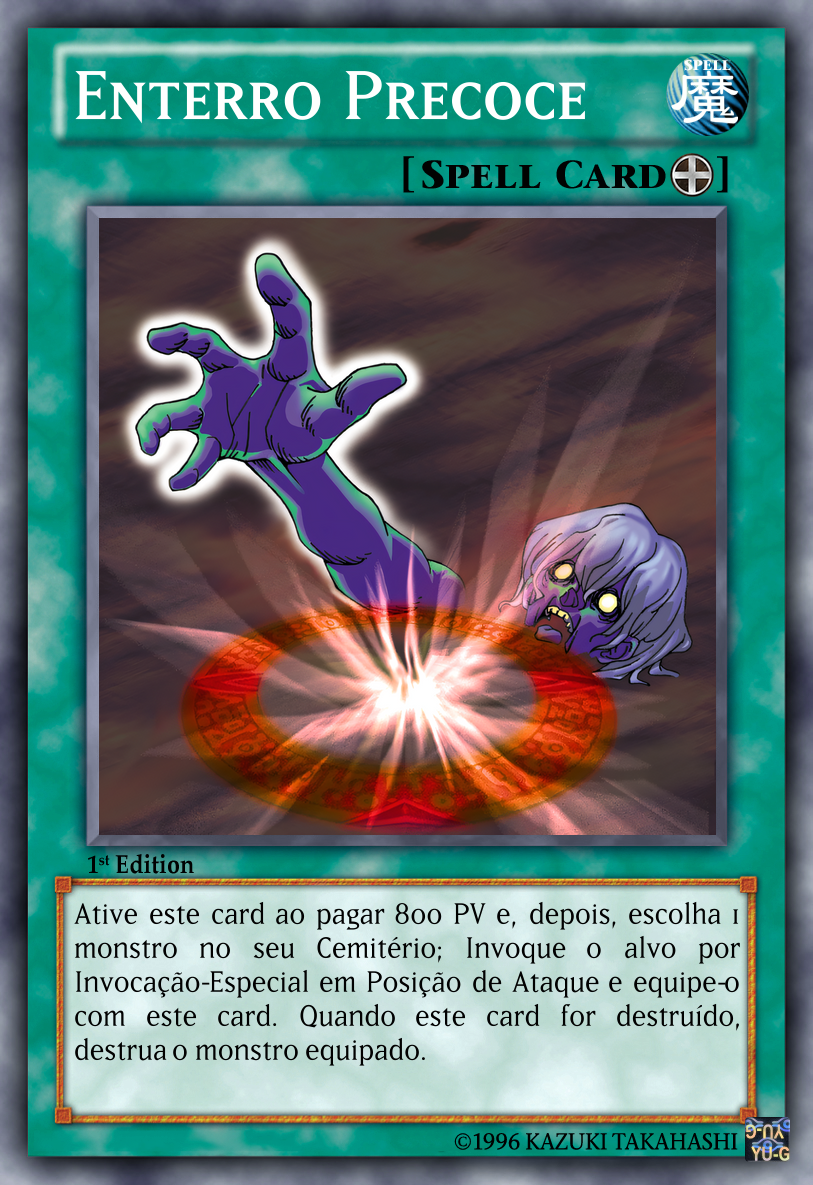 Enterro Precoce
SPELL
魔
[Spell Card]
1st Edition
Ative este card ao pagar 800 PV e, depois, escolha 1
monstro no seu Cemitério; Invoque o alvo por
Invocação-Especial em Posição de Ataque e equipe-o
com este card. Quando este card for destruído,
destrua o monstro equipado.
©1996 KAZUKI TAKAHASHI
YU-G
YU-G